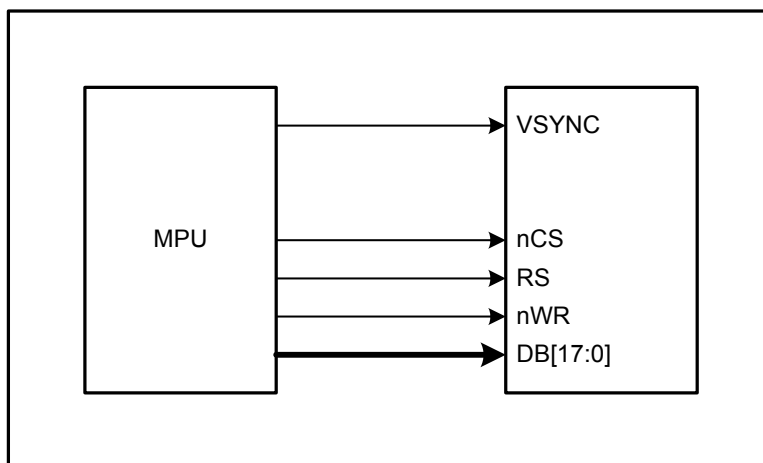 VSYNC
MPU
nCS
RS
nWR
DB[17:0]